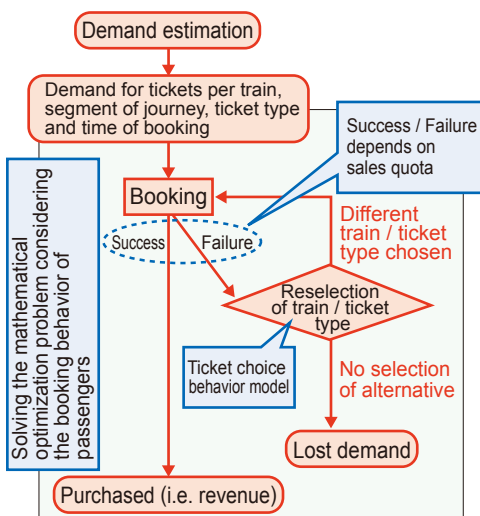 Demand estimation
Demand for tickets per train,
segment of journey, ticket type
and time of booking
Success / Failure
depends on
sales quota
Solving the mathematical
optimization problem considering
the booking behavior of
passengers
Booking
Success
Failure
Different
train / ticket
type chosen
Reselection
of train / ticket
type
Ticket choice
behavior model
No selection
of alternative
Lost demand
Purchased (i.e. revenue)